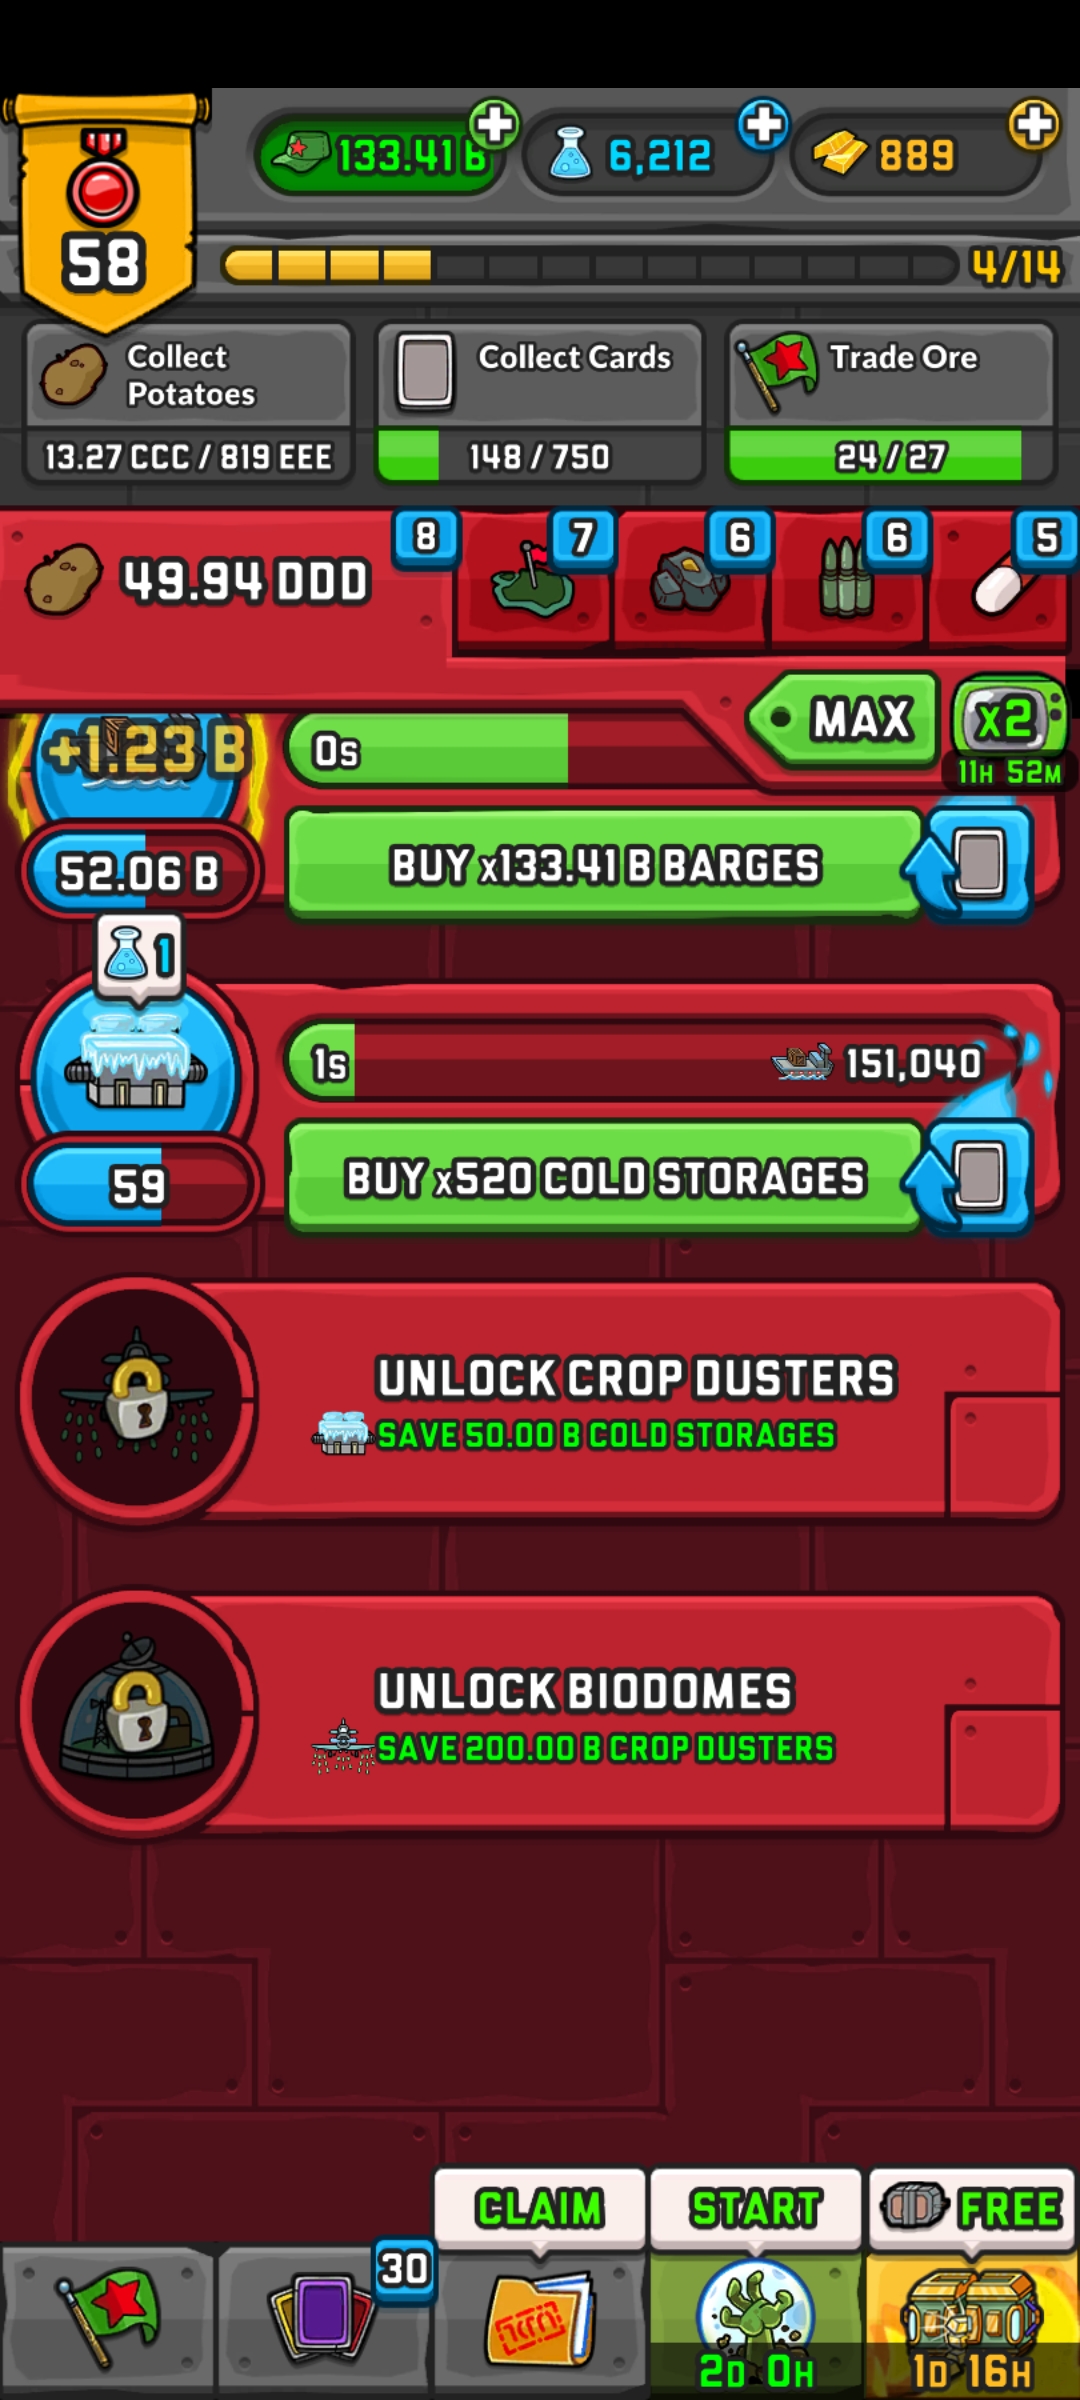 58
133.41 B
6,212
889
4/14
Collect
Potatoes
13.27 CCC / 819 EEE
Collect Cards
148 / 750
Trade Ore
24 / 27
49.94 DDD
8
7
6
6
5
MAX
x2
11H 52M
+1.23 B
0s
52.06 B
BUY x133.41 B BARGES
1
1s
151,040
59
BUY x520 COLD STORAGES
UNLOCK CROP DUSTERS
SAVE 50.00 B COLD STORAGES
UNLOCK BIODOMES
SAVE 200.00 B CROP DUSTERS
CLAIM
START
FREE
30
2D 0H
1D 16H